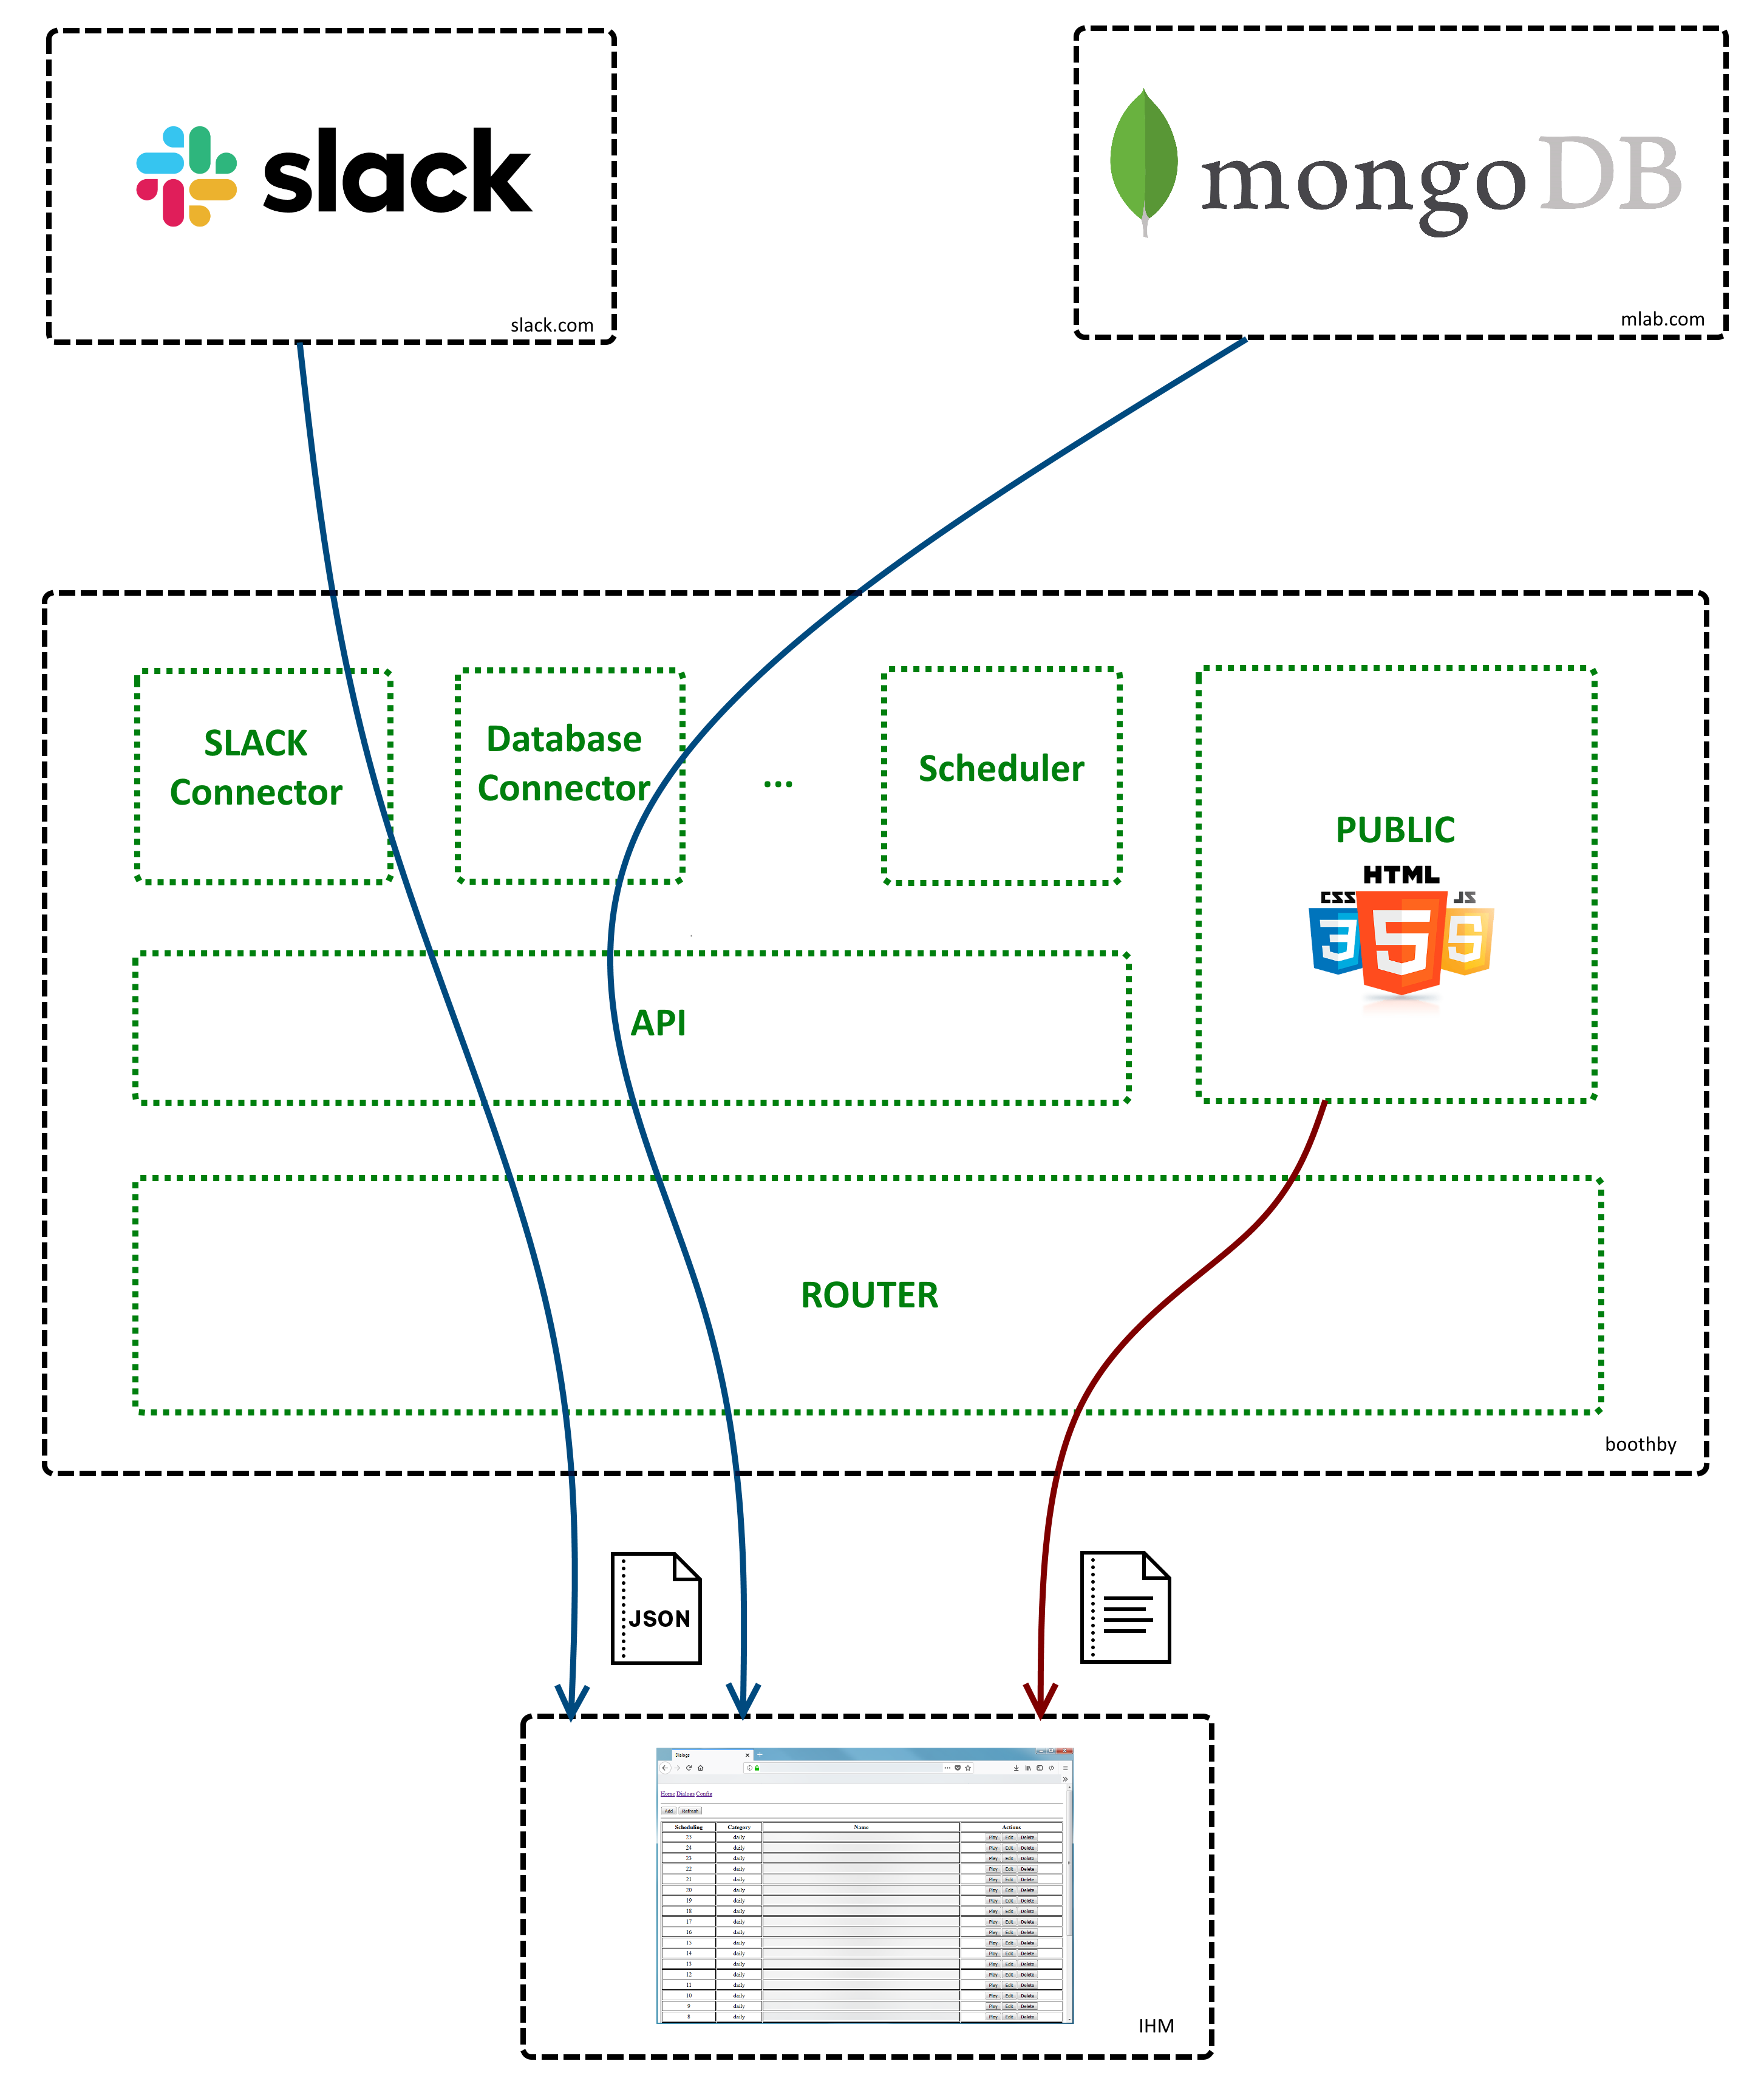 slack
slack.com
mongoDB
mlab.com
SLACK
Connector
Database
Connector
...
Scheduler
PUBLIC
HTML
CSS
JS
3
5
API
ROUTER
boothby
JSON
Dialogs
Home Dialogs Config
Add Refresh
Scheduling Category Name Actions
25 daily Play Edit Delete
24 daily Play Edit Delete
23 daily Play Edit Delete
22 daily Play Edit Delete
21 daily Play Edit Delete
20 daily Play Edit Delete
19 daily Play Edit Delete
18 daily Play Edit Delete
17 daily Play Edit Delete
16 daily Play Edit Delete
15 daily Play Edit Delete
14 daily Play Edit Delete
13 daily Play Edit Delete
12 daily Play Edit Delete
11 daily Play Edit Delete
10 daily Play Edit Delete
9 daily Play Edit Delete
8 daily Play Edit Delete
IHM